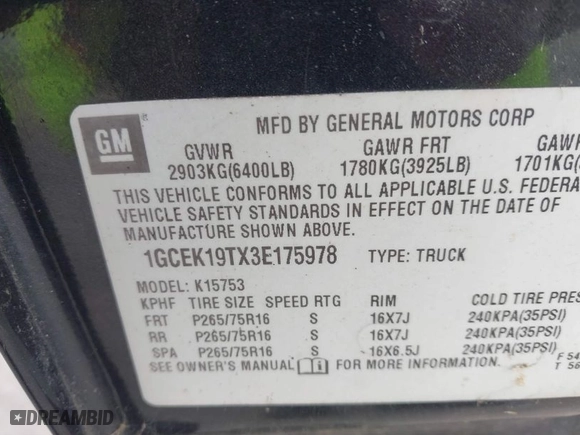 GM
MFD BY GENERAL MOTORS CORP
GVWR GAWR FRT GAWR
2903KG(6400LB) 1780KG(3925LB) 1701KG(
THIS VEHICLE CONFORMS TO ALL APPLICABLE U.S. FEDERA
VEHICLE SAFETY STANDARDS IN EFFECT ON THE DATE OF
MANUFACTURE SHOWN ABOVE.
1GCEK19TX3E175978 TYPE: TRUCK
MODEL: K15753
KPHF TIRE SIZE SPEED RTG RIM COLD TIRE PRES
FRT P265/75R16 S 16X7J 240KPA(35PSI)
RR P265/75R16 S 16X7J 240KPA(35PSI)
SPA P265/75R16 S 16X6.5J 240KPA(35PSI)
SEE OWNER'S MANUAL FOR MORE INFORMATION. F 54
T 56
DREAMBID